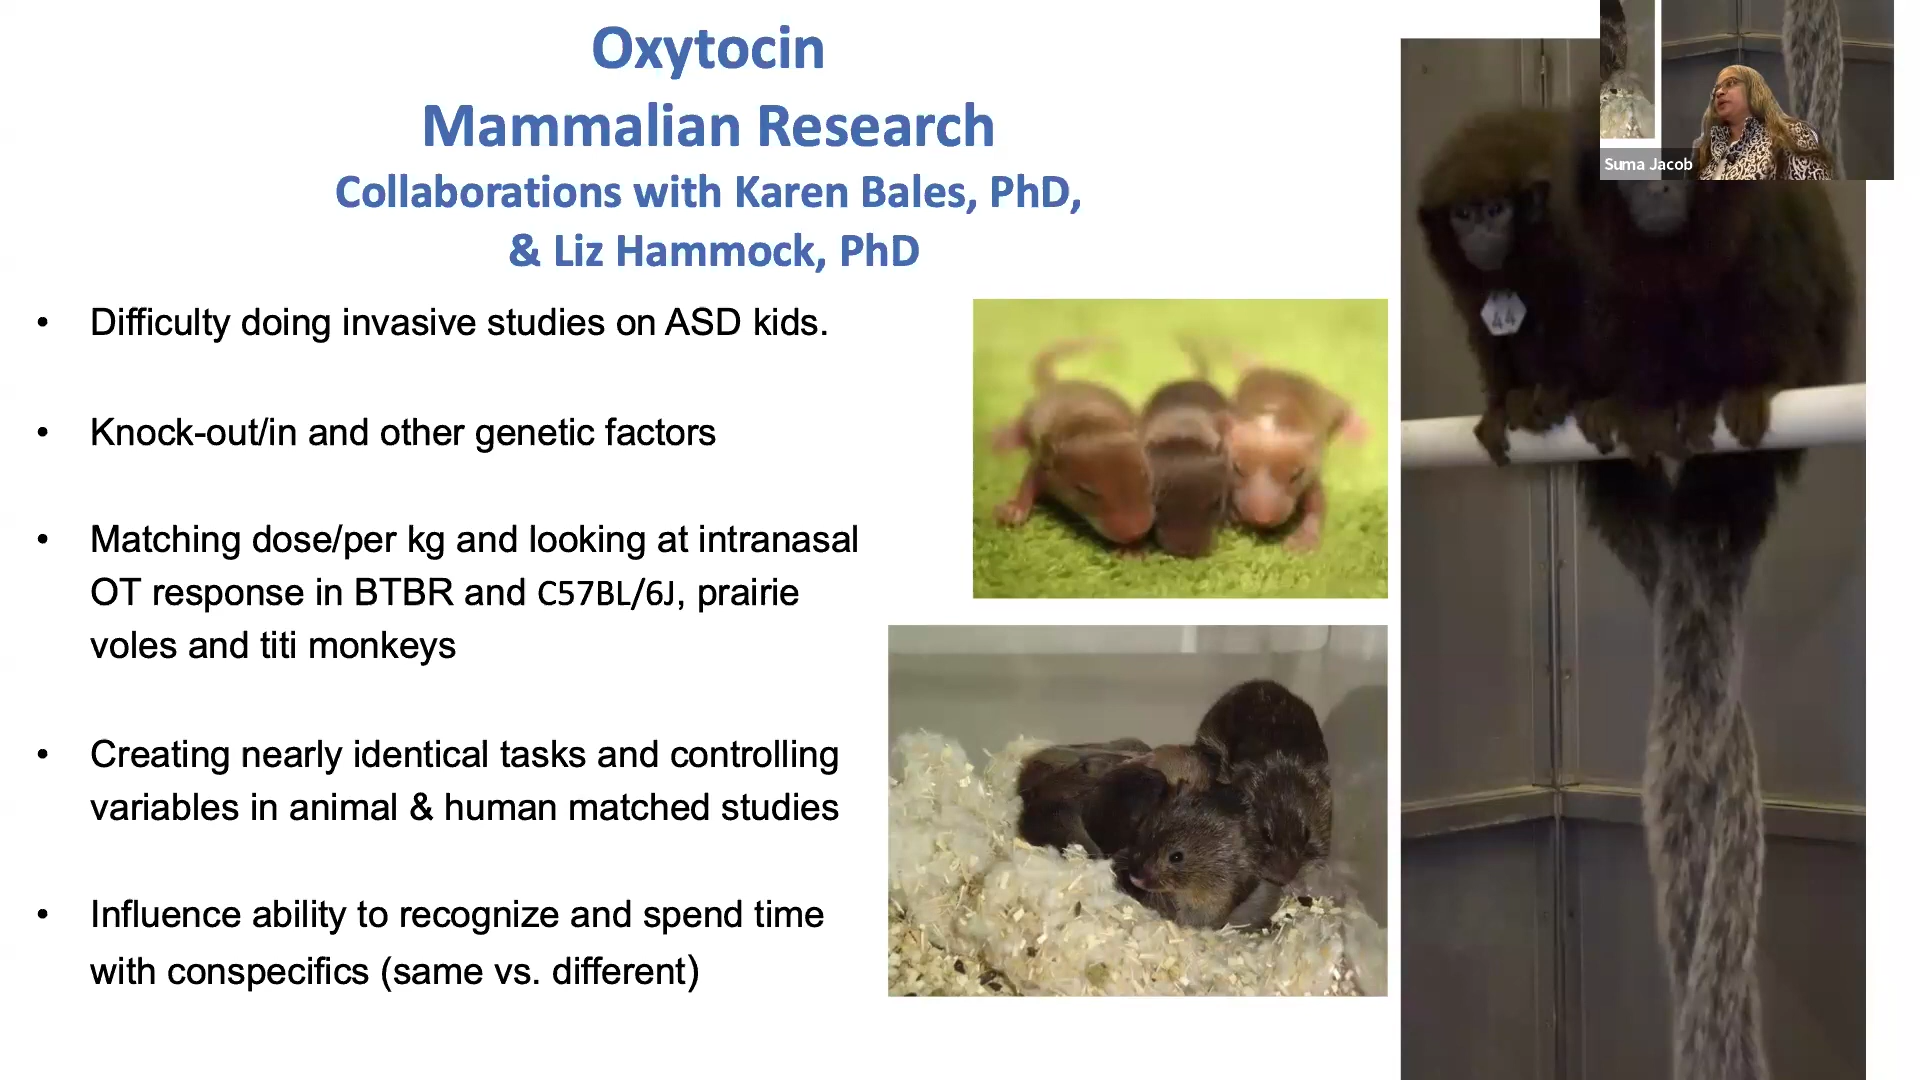 Oxytocin
Mammalian Research
Collaborations with Karen Bales, PhD,
& Liz Hammock, PhD
• Difficulty doing invasive studies on ASD kids.
• Knock-out/in and other genetic factors
• Matching dose/per kg and looking at intranasal
OT response in BTBR and C57BL/6J, prairie
voles and titi monkeys
• Creating nearly identical tasks and controlling
variables in animal & human matched studies
• Influence ability to recognize and spend time
with conspecifics (same vs. different)
Suma Jacob
44